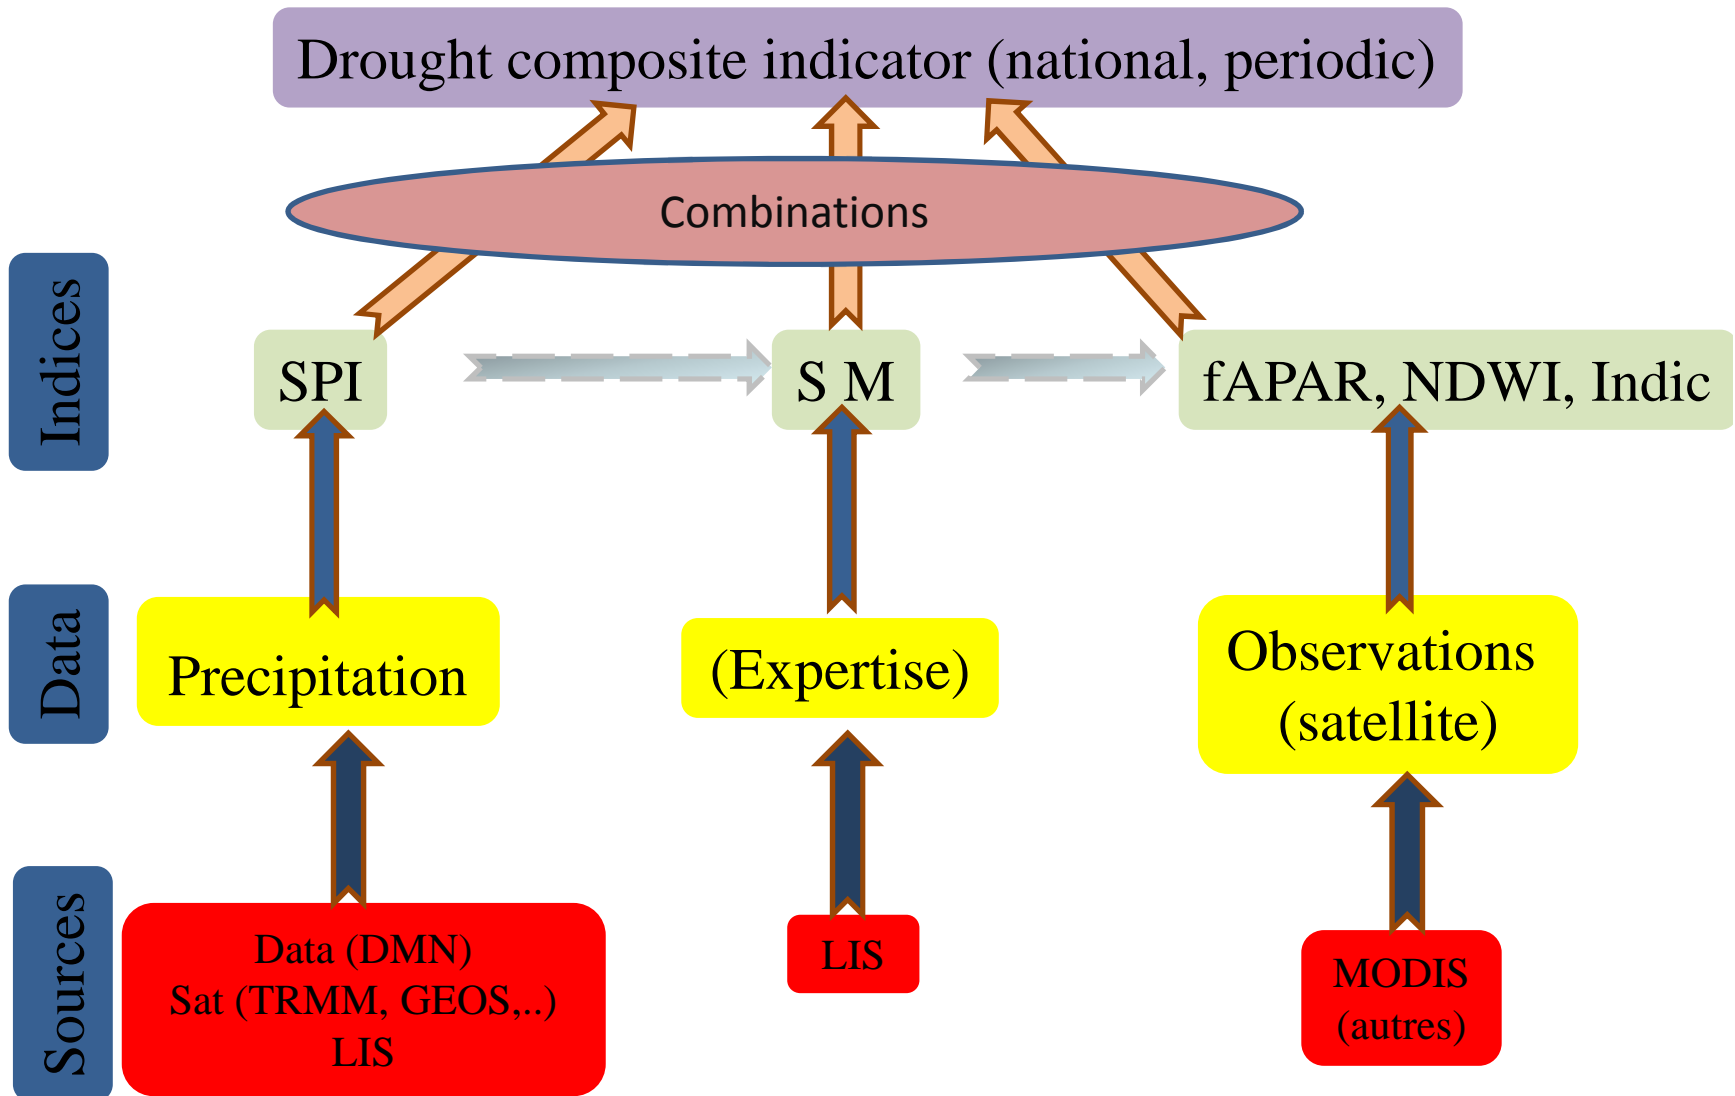 Drought composite indicator (national, periodic)
Combinations
Indices
SPI
S M
fAPAR, NDWI, Indic
Data
Precipitation
(Expertise)
Observations
(satellite)
Sources
Data (DMN)
Sat (TRMM, GEOS,..)
LIS
LIS
MODIS
(autres)